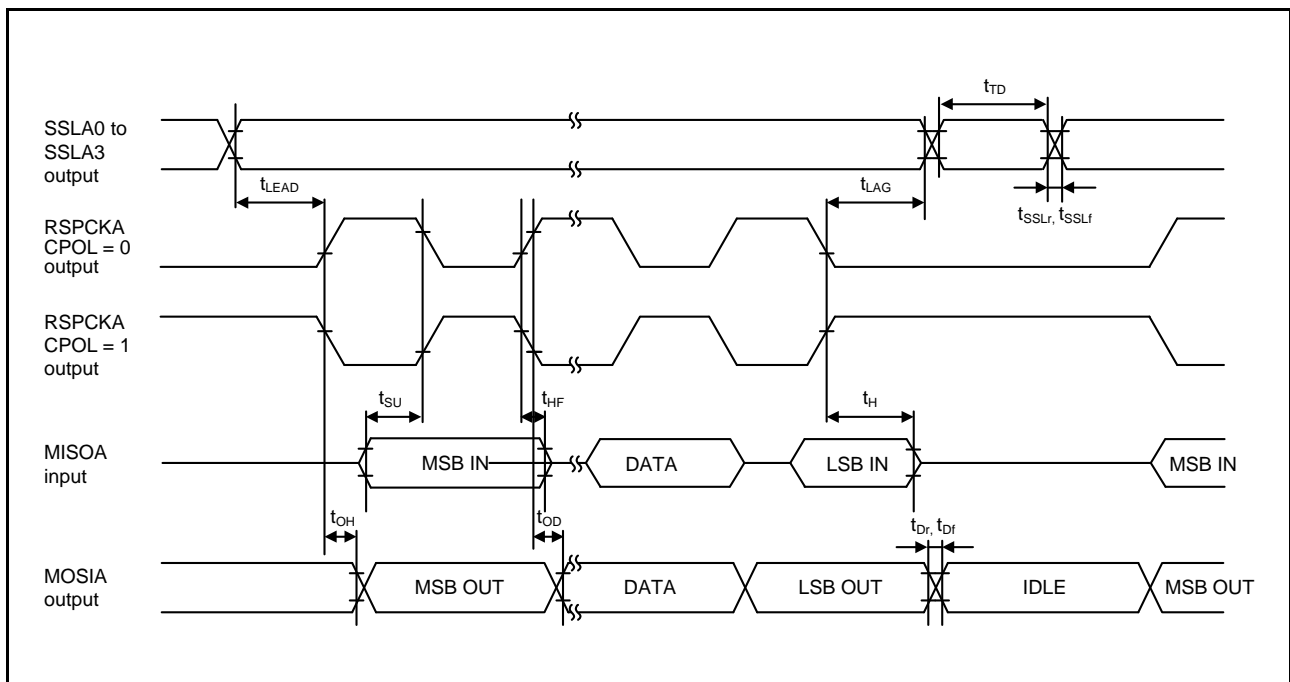 tTD
SSLA0 to
SSLA3
output
tLEAD
tLAG
tSSLr, tSSLf
RSPCKA
CPOL = 0
output
RSPCKA
CPOL = 1
output
tSU
tHF
tH
MISOA
input
MSB IN
DATA
LSB IN
MSB IN
tOH
tOD
tDr, tDf
MOSIA
output
MSB OUT
DATA
LSB OUT
IDLE
MSB OUT